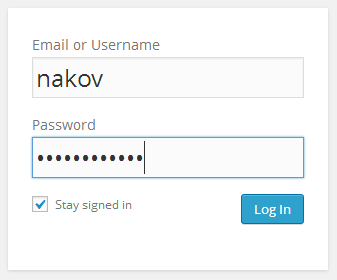 Email or Username
nakov
Password
••••••••••••
Stay signed in
Log In